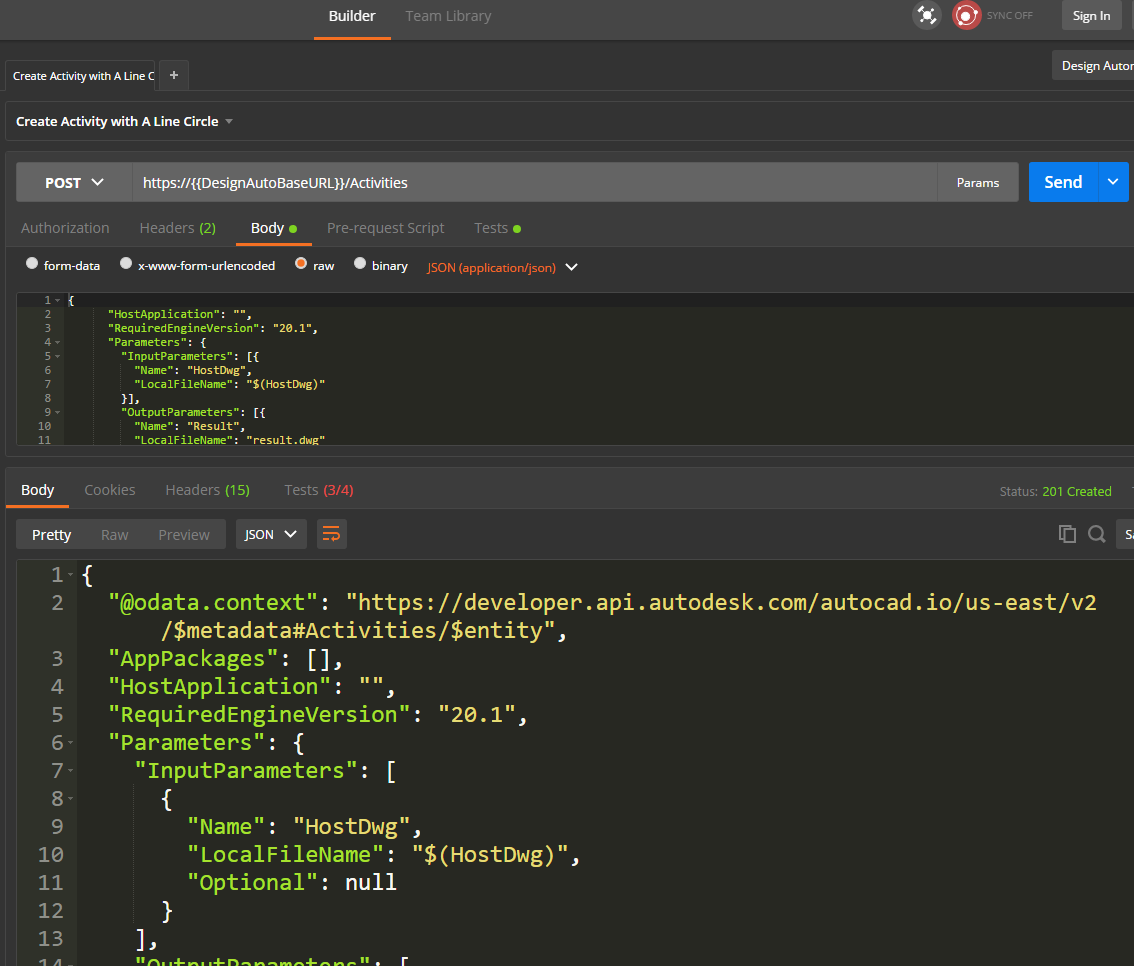 Builder Team Library SYNC OFF Sign In
Create Activity with A Line C + Design Autor
Create Activity with A Line Circle
POST https://{{DesignAutoBaseURL}}/Activities Params Send
Authorization Headers (2) Body Pre-request Script Tests
form-data x-www-form-urlencoded raw binary JSON (application/json)
1 {
2 "HostApplication": "",
3 "RequiredEngineVersion": "20.1",
4 "Parameters": {
5 "InputParameters": [{
6 "Name": "HostDwg",
7 "LocalFileName": "$(HostDwg)"
8 }],
9 "OutputParameters": [{
10 "Name": "Result",
11 "LocalFileName": "result.dwg"
Body Cookies Headers (15) Tests (3/4) Status: 201 Created
Pretty Raw Preview JSON
1 {
2 "@odata.context": "https://developer.api.autodesk.com/autocad.io/us-east/v2
/$metadata#Activities/$entity",
3 "AppPackages": [],
4 "HostApplication": "",
5 "RequiredEngineVersion": "20.1",
6 "Parameters": {
7 "InputParameters": [
8 {
9 "Name": "HostDwg",
10 "LocalFileName": "$(HostDwg)",
11 "Optional": null
12 }
13 ],
14 "OutputParameters": [